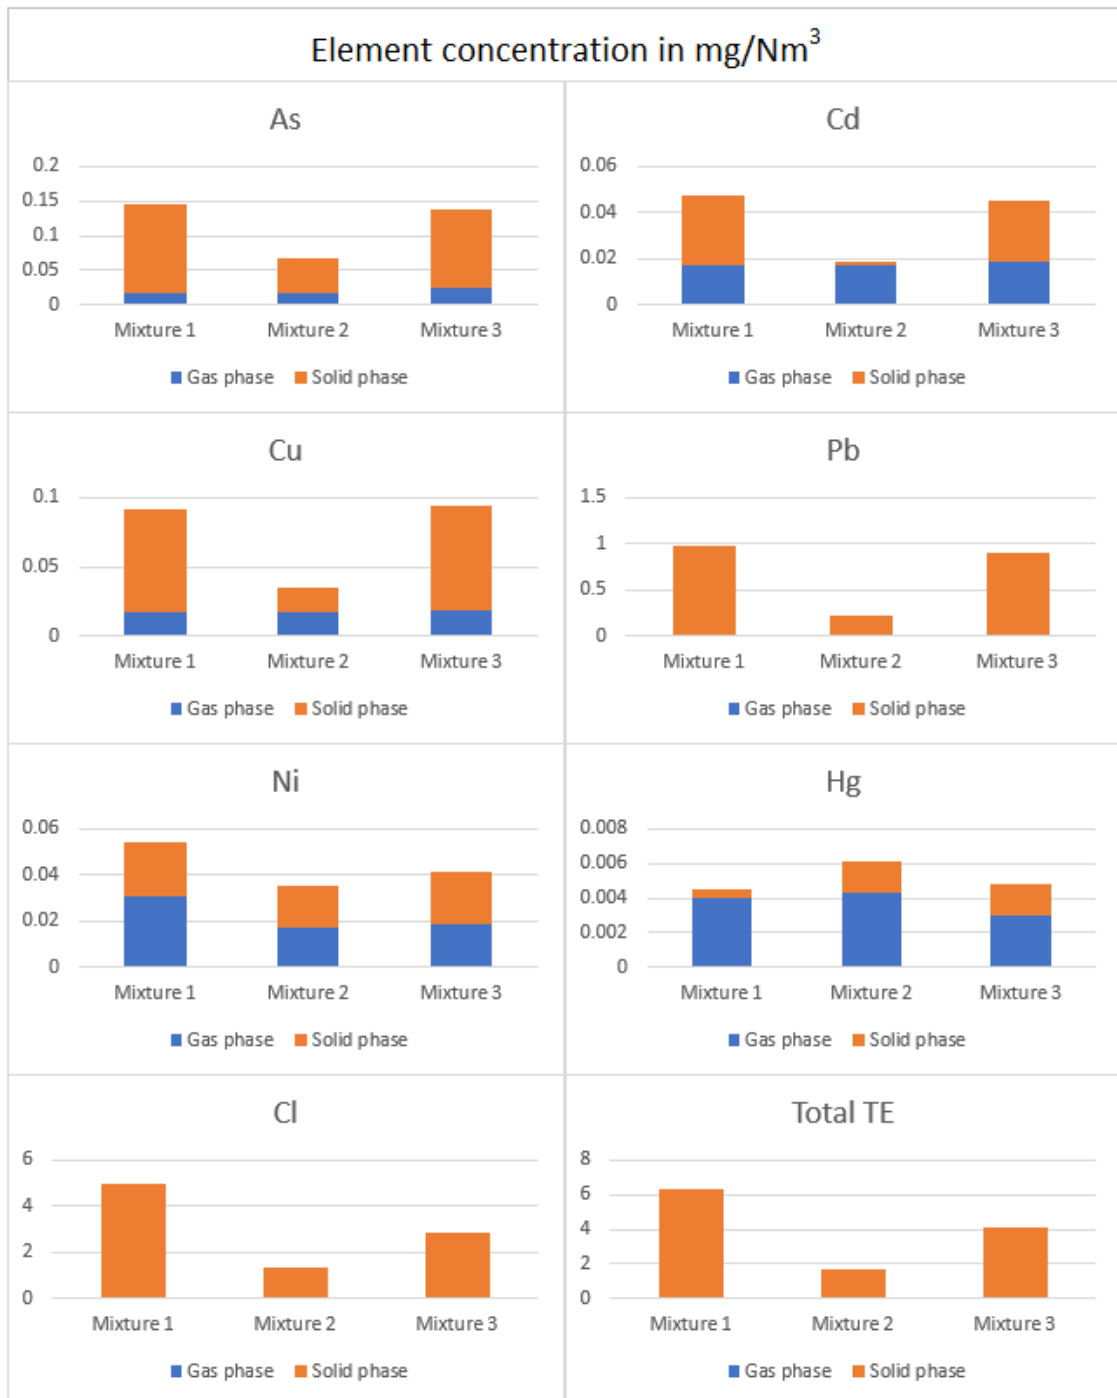 Element concentration in mg/Nm³
As
0.2
0.15
0.1
0.05
0
Mixture 1 Mixture 2 Mixture 3
Gas phase Solid phase
Cd
0.06
0.04
0.02
0
Mixture 1 Mixture 2 Mixture 3
Gas phase Solid phase
Cu
0.1
0.05
0
Mixture 1 Mixture 2 Mixture 3
Gas phase Solid phase
Pb
1.5
1
0.5
0
Mixture 1 Mixture 2 Mixture 3
Gas phase Solid phase
Ni
0.06
0.04
0.02
0
Mixture 1 Mixture 2 Mixture 3
Gas phase Solid phase
Hg
0.008
0.006
0.004
0.002
0
Mixture 1 Mixture 2 Mixture 3
Gas phase Solid phase
Cl
6
4
2
0
Mixture 1 Mixture 2 Mixture 3
Gas phase Solid phase
Total TE
8
6
4
2
0
Mixture 1 Mixture 2 Mixture 3
Gas phase Solid phase